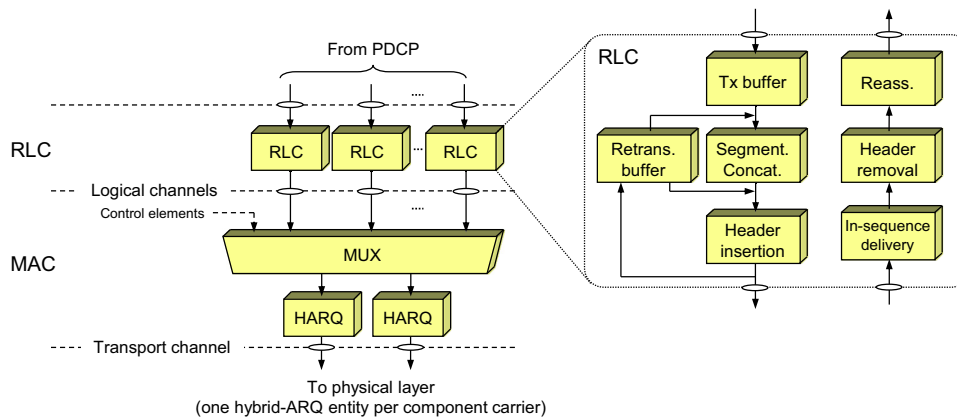 From PDCP
....
RLC
RLC
RLC
...
RLC
Logical channels
....
Control elements
MAC
MUX
HARQ
HARQ
Transport channel
To physical layer
(one hybrid-ARQ entity per component carrier)
RLC
Tx buffer
Reass.
Retrans.
buffer
Segment.
Concat.
Header
removal
Header
insertion
In-sequence
delivery